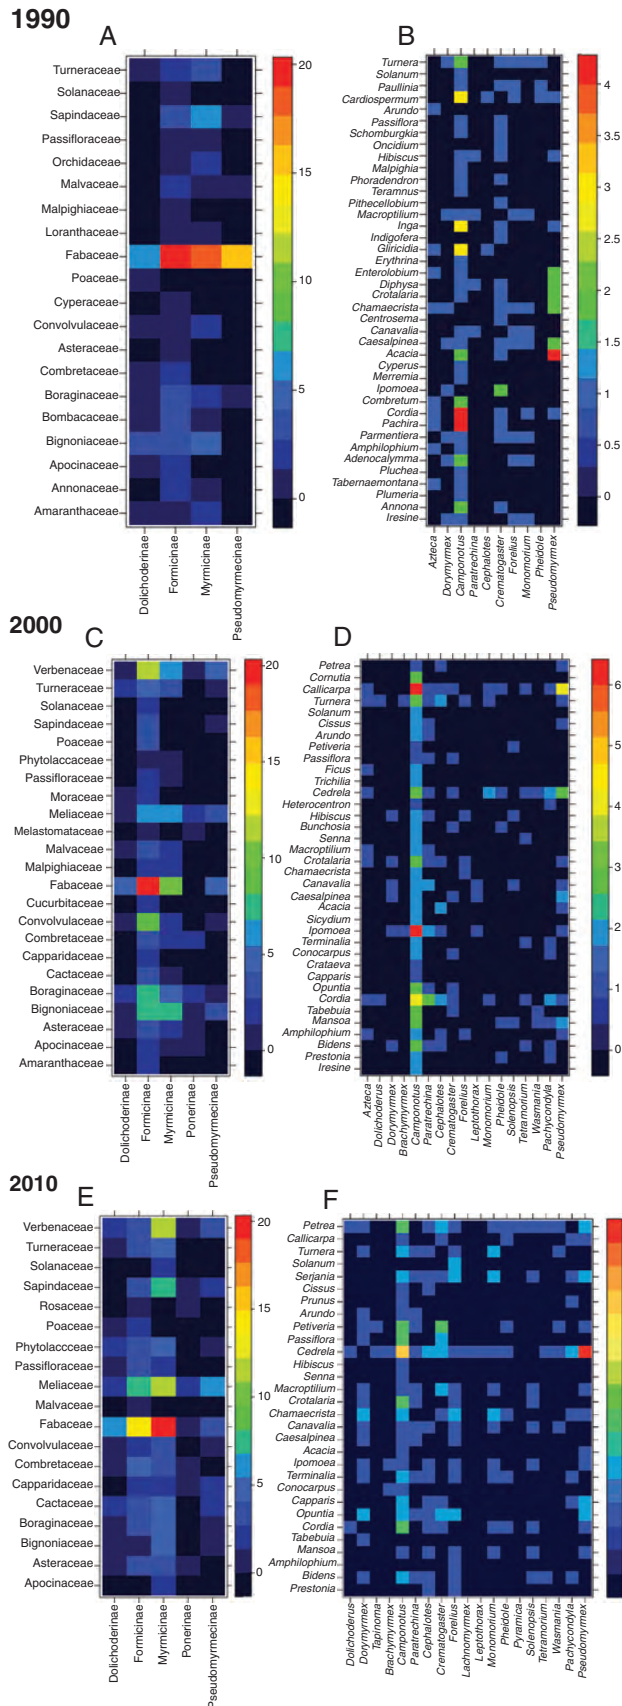 1990
A
Turneraceae
Solanaceae
Sapindaceae
Passifloraceae
Orchidaceae
Malvaceae
Malpighiaceae
Loranthaceae
Fabaceae
Poaceae
Cyperaceae
Convolvulaceae
Asteraceae
Combretaceae
Boraginaceae
Bombacaceae
Bignoniaceae
Apocinaceae
Annonaceae
Amaranthaceae
Dolichoderinae
Formicinae
Myrmicinae
Pseudomyrmecinae
20
15
10
5
0
B
Turnera
Solanum
Paullinia
Cardiospermum
Arundo
Passiflora
Schomburgkia
Oncidium
Hibiscus
Malpighia
Phoradendron
Teramnus
Pithecellobium
Macroptilium
Inga
Indigofera
Gliricidia
Erythrina
Enterolobium
Diphysa
Crotalaria
Chamaecrista
Centrosema
Canavalia
Caesalpinea
Acacia
Cyperus
Merremia
Ipomoea
Combretum
Cordia
Pachira
Parmentiera
Amphilophium
Adenocalymma
Pluchea
Tabernaemontana
Plumeria
Annona
Iresine
Azteca
Dorymyrmex
Camponotus
Paratrechina
Cephalotes
Crematogaster
Forelius
Monomorium
Pheidole
Pseudomyrmex
4
3.5
3
2.5
2
1.5
1
0.5
0
2000
C
Verbenaceae
Turneraceae
Solanaceae
Sapindaceae
Poaceae
Phytolaccaceae
Passifloraceae
Moraceae
Meliaceae
Melastomataceae
Malvaceae
Malpighiaceae
Fabaceae
Cucurbitaceae
Convolvulaceae
Combretaceae
Capparidaceae
Cactaceae
Boraginaceae
Bignoniaceae
Asteraceae
Apocinaceae
Amaranthaceae
Dolichoderinae
Formicinae
Myrmicinae
Ponerinae
Pseudomyrmecinae
20
15
10
5
0
D
Petrea
Cornutia
Callicarpa
Turnera
Solanum
Cissus
Arundo
Petiveria
Passiflora
Ficus
Trichilia
Cedrela
Heterocentron
Hibiscus
Bunchosia
Senna
Macroptilium
Crotalaria
Chamaecrista
Canavalia
Caesalpinea
Acacia
Sicydium
Ipomoea
Terminalia
Conocarpus
Crataeva
Capparis
Opuntia
Cordia
Tabebuia
Mansoa
Amphilophium
Bidens
Prestonia
Iresine
Azteca
Dolichoderus
Dorymyrmex
Brachymyrmex
Camponotus
Paratrechina
Cephalotes
Crematogaster
Forelius
Leptothorax
Monomorium
Pheidole
Solenopsis
Tetramorium
Wasmania
Pachycondyla
Pseudomyrmex
6
5
4
3
2
1
0
2010
E
Verbenaceae
Turneraceae
Solanaceae
Sapindaceae
Rosaceae
Poaceae
Phytolaccceae
Passifloraceae
Meliaceae
Malvaceae
Fabaceae
Convolvulaceae
Combretaceae
Capparidaceae
Cactaceae
Boraginaceae
Bignoniaceae
Asteraceae
Apocinaceae
Dolichoderinae
Formicinae
Myrmicinae
Ponerinae
Pseudomyrmecinae
20
15
10
5
0
F
Petrea
Callicarpa
Turnera
Solanum
Serjania
Cissus
Prunus
Arundo
Petiveria
Passiflora
Cedrela
Hibiscus
Senna
Macroptilium
Crotalaria
Chamaecrista
Canavalia
Caesalpinea
Acacia
Ipomoea
Terminalia
Conocarpus
Capparis
Opuntia
Cordia
Tabebuia
Mansoa
Amphilophium
Bidens
Prestonia
Dolichoderus
Dorymyrmex
Tapinoma
Brachymyrmex
Camponotus
Paratrechina
Cephalotes
Crematogaster
Forelius
Lachnomyrmex
Leptothorax
Monomorium
Pheidole
Pyramica
Solenopsis
Tetramorium
Wasmania
Pachycondyla
Pseudomyrmex